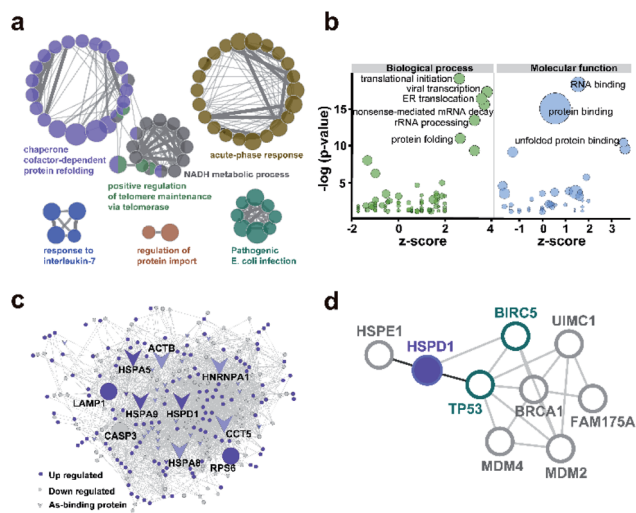 a
chaperone
cofactor-dependent
protein refolding
acute-phase response
NADH metabolic process
positive regulation
of telomere maintenance
via telomerase
response to
interleukin-7
regulation of
protein import
Pathogenic
E. coli infection
b
Biological process
Molecular function
translational initiation
viral transcription
ER translocation
nonsense-mediated mRNA decay
rRNA processing
protein folding
RNA binding
protein binding
unfolded protein binding
-log (p-value)
15
10
5
-2 0 2 4
-2 0 2
z-score
z-score
c
ACTB
HSPA5
HNRNPA1
LAMP1
HSPA9
HSPD1
CASP3
CCT5
HSPA8
RPS6
Up regulated
Down regulated
As-binding protein
d
BIRC5
UIMC1
HSPE1
HSPD1
TP53
BRCA1
FAM175A
MDM4
MDM2